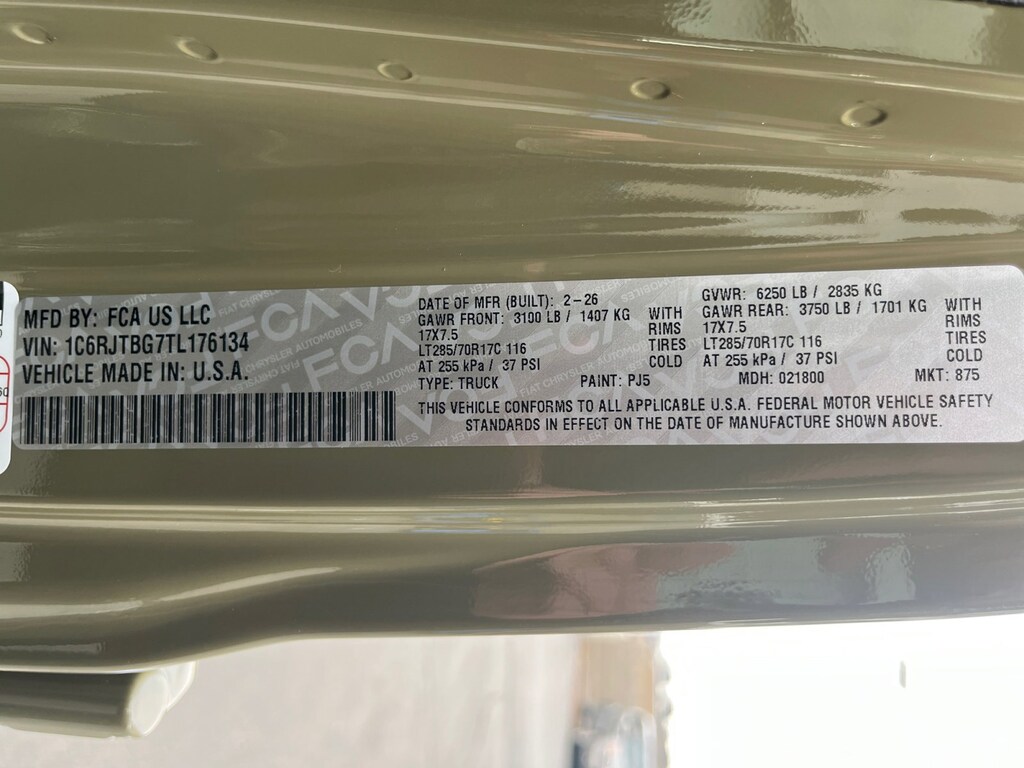 MFD BY: FCA US LLC
VIN: 1C6RJTBG7TL176134
VEHICLE MADE IN: U.S.A.
DATE OF MFR (BUILT): 2-26
GAWR FRONT: 3100 LB / 1407 KG WITH
17X7.5 RIMS
LT285/70R17C 116 TIRES
AT 255 kPa / 37 PSI COLD
GVWR: 6250 LB / 2835 KG
GAWR REAR: 3750 LB / 1701 KG WITH
17X7.5 RIMS
LT285/70R17C 116 TIRES
AT 255 kPa / 37 PSI COLD
TYPE: TRUCK PAINT: PJ5 MDH: 021800 MKT: 875
THIS VEHICLE CONFORMS TO ALL APPLICABLE U.S.A. FEDERAL MOTOR VEHICLE SAFETY
STANDARDS IN EFFECT ON THE DATE OF MANUFACTURE SHOWN ABOVE.